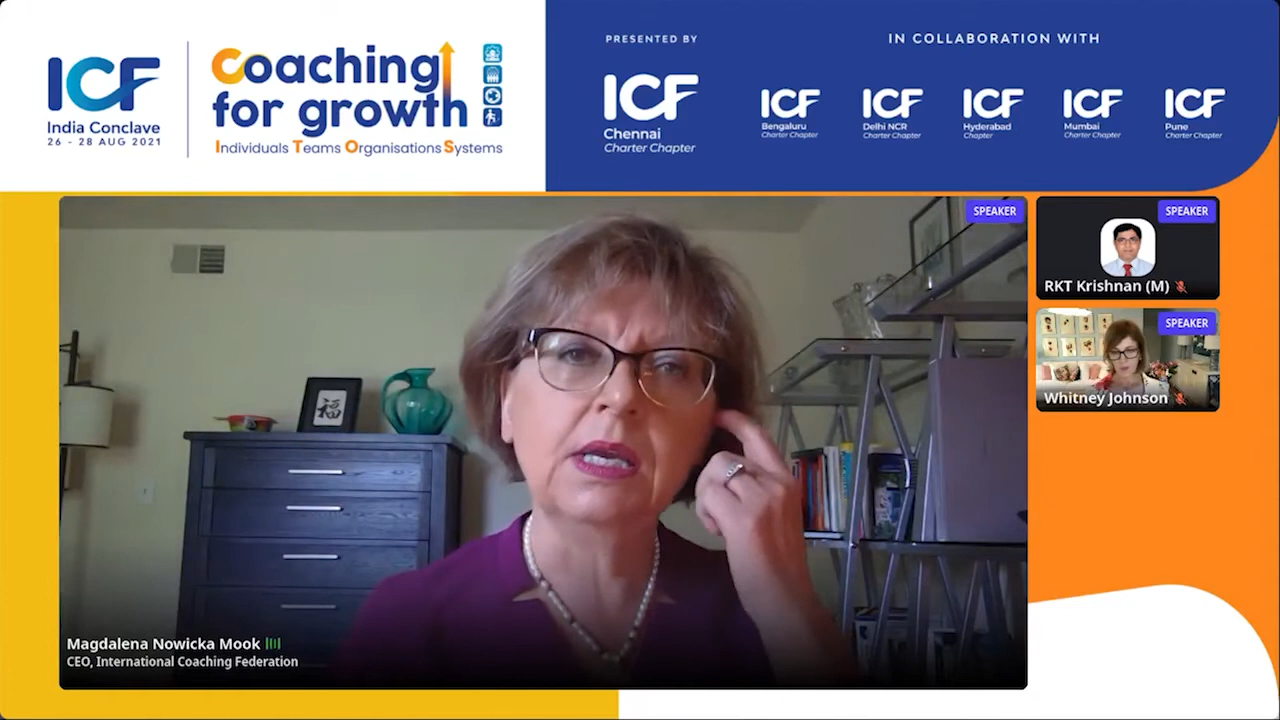 ICF
India Conclave
26 - 28 AUG 2021
Coaching
for growth
Individuals Teams Organisations Systems
PRESENTED BY
ICF
Chennai
Charter Chapter
IN COLLABORATION WITH
ICF
Bengaluru
Charter Chapter
ICF
Delhi NCR
Charter Chapter
ICF
Hyderabad
Chapter
ICF
Mumbai
Charter Chapter
ICF
Pune
Charter Chapter
SPEAKER
福
Magdalena Nowicka Mook
CEO, International Coaching Federation
SPEAKER
RKT Krishnan (M)
SPEAKER
Whitney Johnson